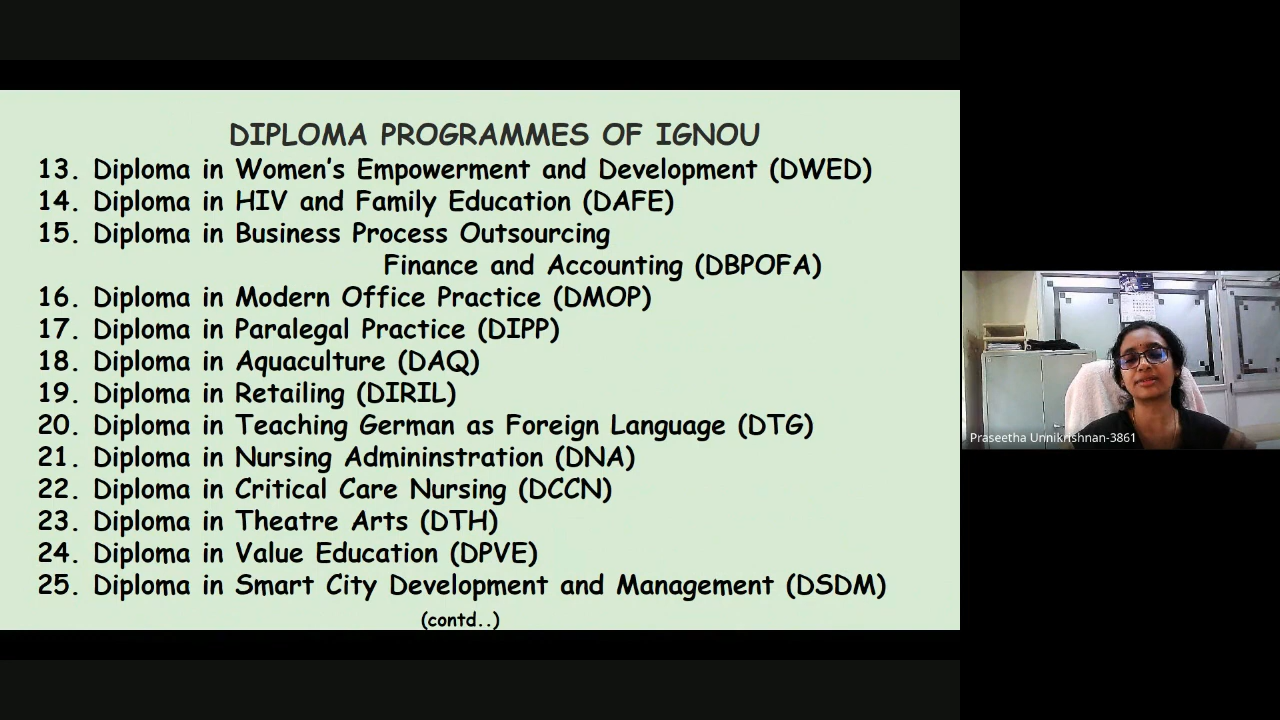 DIPLOMA PROGRAMMES OF IGNOU
13. Diploma in Women's Empowerment and Development (DWED)
14. Diploma in HIV and Family Education (DAFE)
15. Diploma in Business Process Outsourcing
Finance and Accounting (DBPOFA)
16. Diploma in Modern Office Practice (DMOP)
17. Diploma in Paralegal Practice (DIPP)
18. Diploma in Aquaculture (DAQ)
19. Diploma in Retailing (DIRIL)
20. Diploma in Teaching German as Foreign Language (DTG)
21. Diploma in Nursing Admininstration (DNA)
22. Diploma in Critical Care Nursing (DCCN)
23. Diploma in Theatre Arts (DTH)
24. Diploma in Value Education (DPVE)
25. Diploma in Smart City Development and Management (DSDM)
(contd..)
Praseetha Unnikrishnan-3861